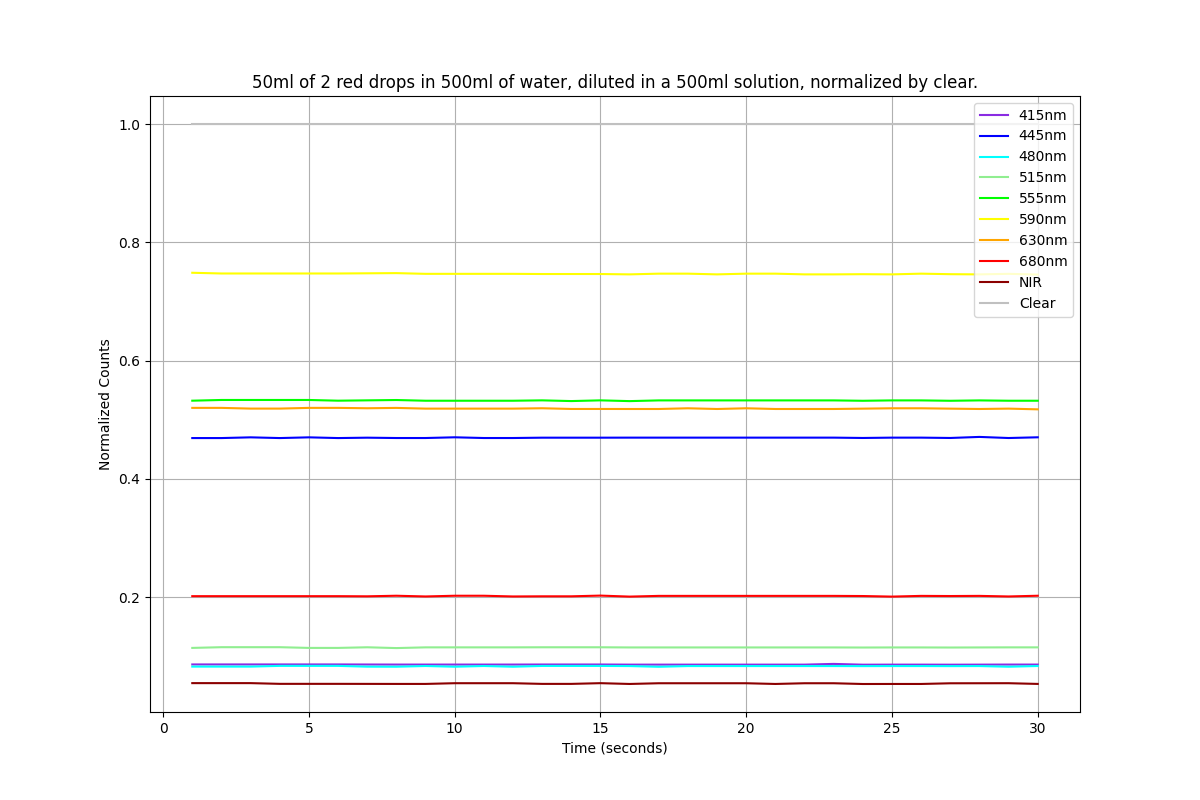 50ml of 2 red drops in 500ml of water, diluted in a 500ml solution, normalized by clear.
1.0
0.8
0.6
0.4
0.2
Normalized Counts
415nm
445nm
480nm
515nm
555nm
590nm
630nm
680nm
NIR
Clear
0 5 10 15 20 25 30
Time (seconds)